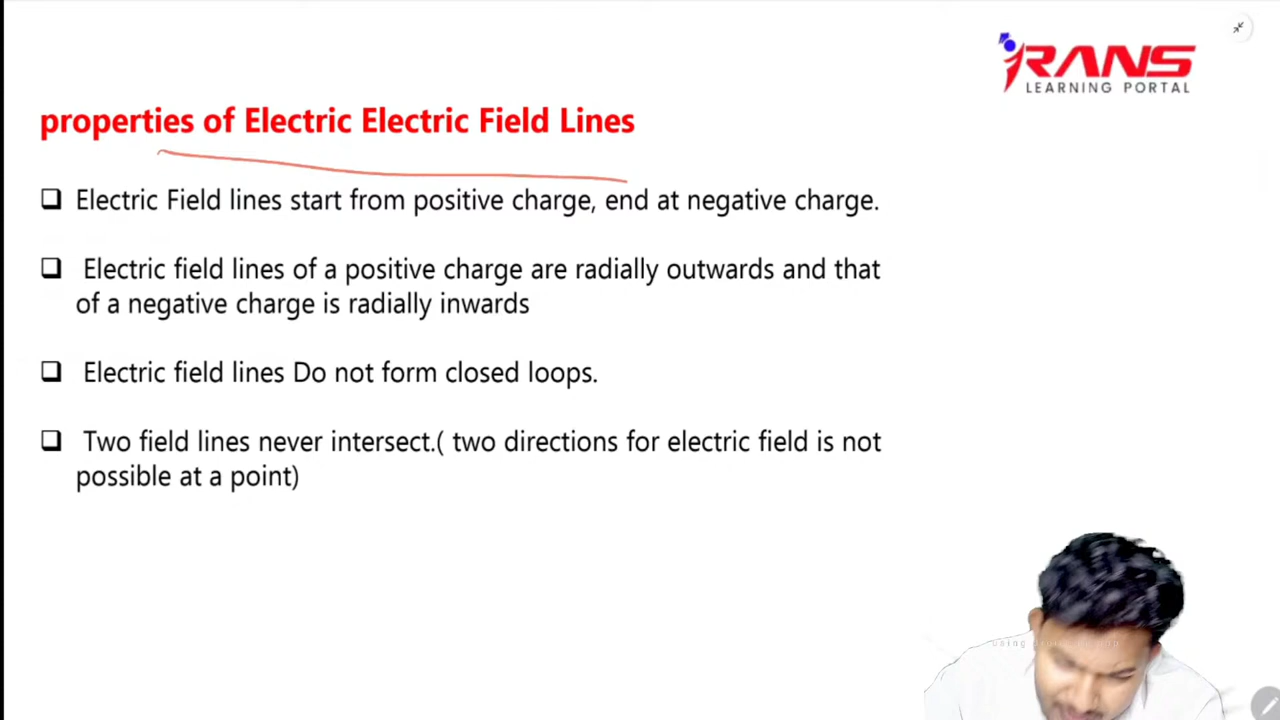 RANS
LEARNING PORTAL
properties of Electric Electric Field Lines
Electric Field lines start from positive charge, end at negative charge.
Electric field lines of a positive charge are radially outwards and that
of a negative charge is radially inwards
Electric field lines Do not form closed loops.
Two field lines never intersect.( two directions for electric field is not
possible at a point)